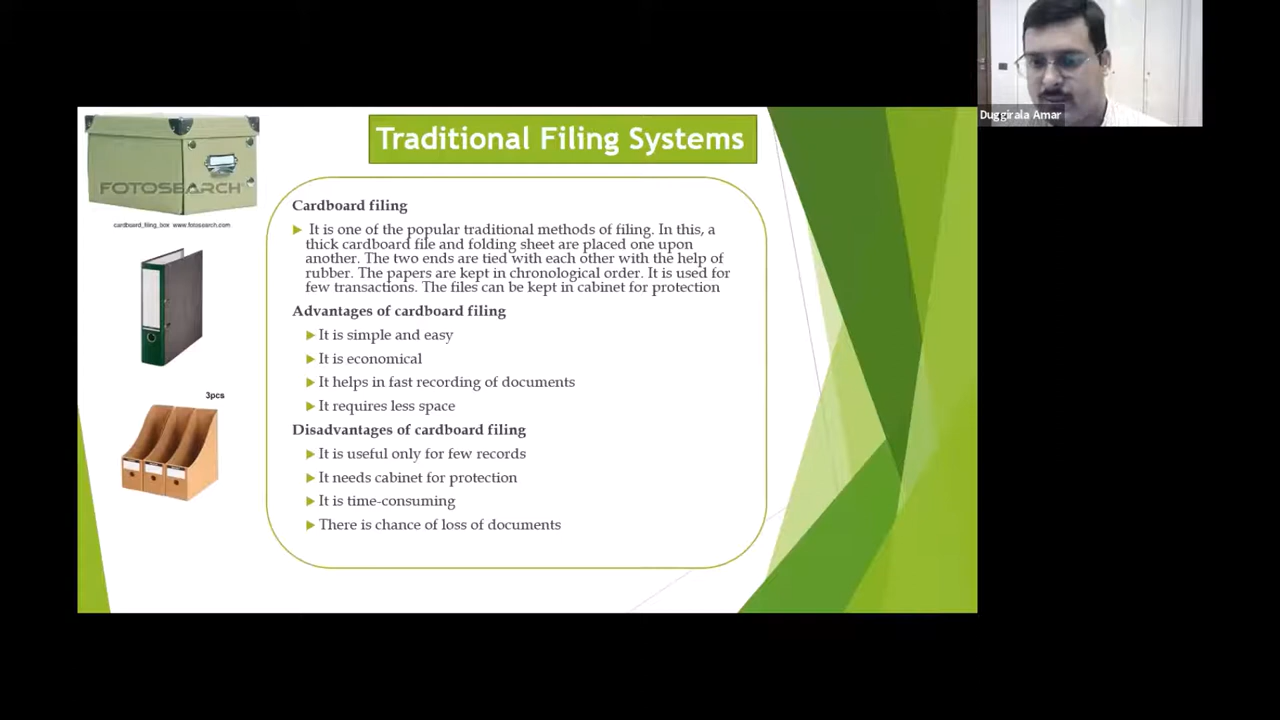 Duggirala Amar
Traditional Filing Systems
FOTOSEARCH
cardboard_filing_box www.fotosearch.com
3pcs
Cardboard filing
It is one of the popular traditional methods of filing. In this, a
thick cardboard file and folding sheet are placed one upon
another. The two ends are tied with each other with the help of
rubber. The papers are kept in chronological order. It is used for
few transactions. The files can be kept in cabinet for protection
Advantages of cardboard filing
It is simple and easy
It is economical
It helps in fast recording of documents
It requires less space
Disadvantages of cardboard filing
It is useful only for few records
It needs cabinet for protection
It is time-consuming
There is chance of loss of documents